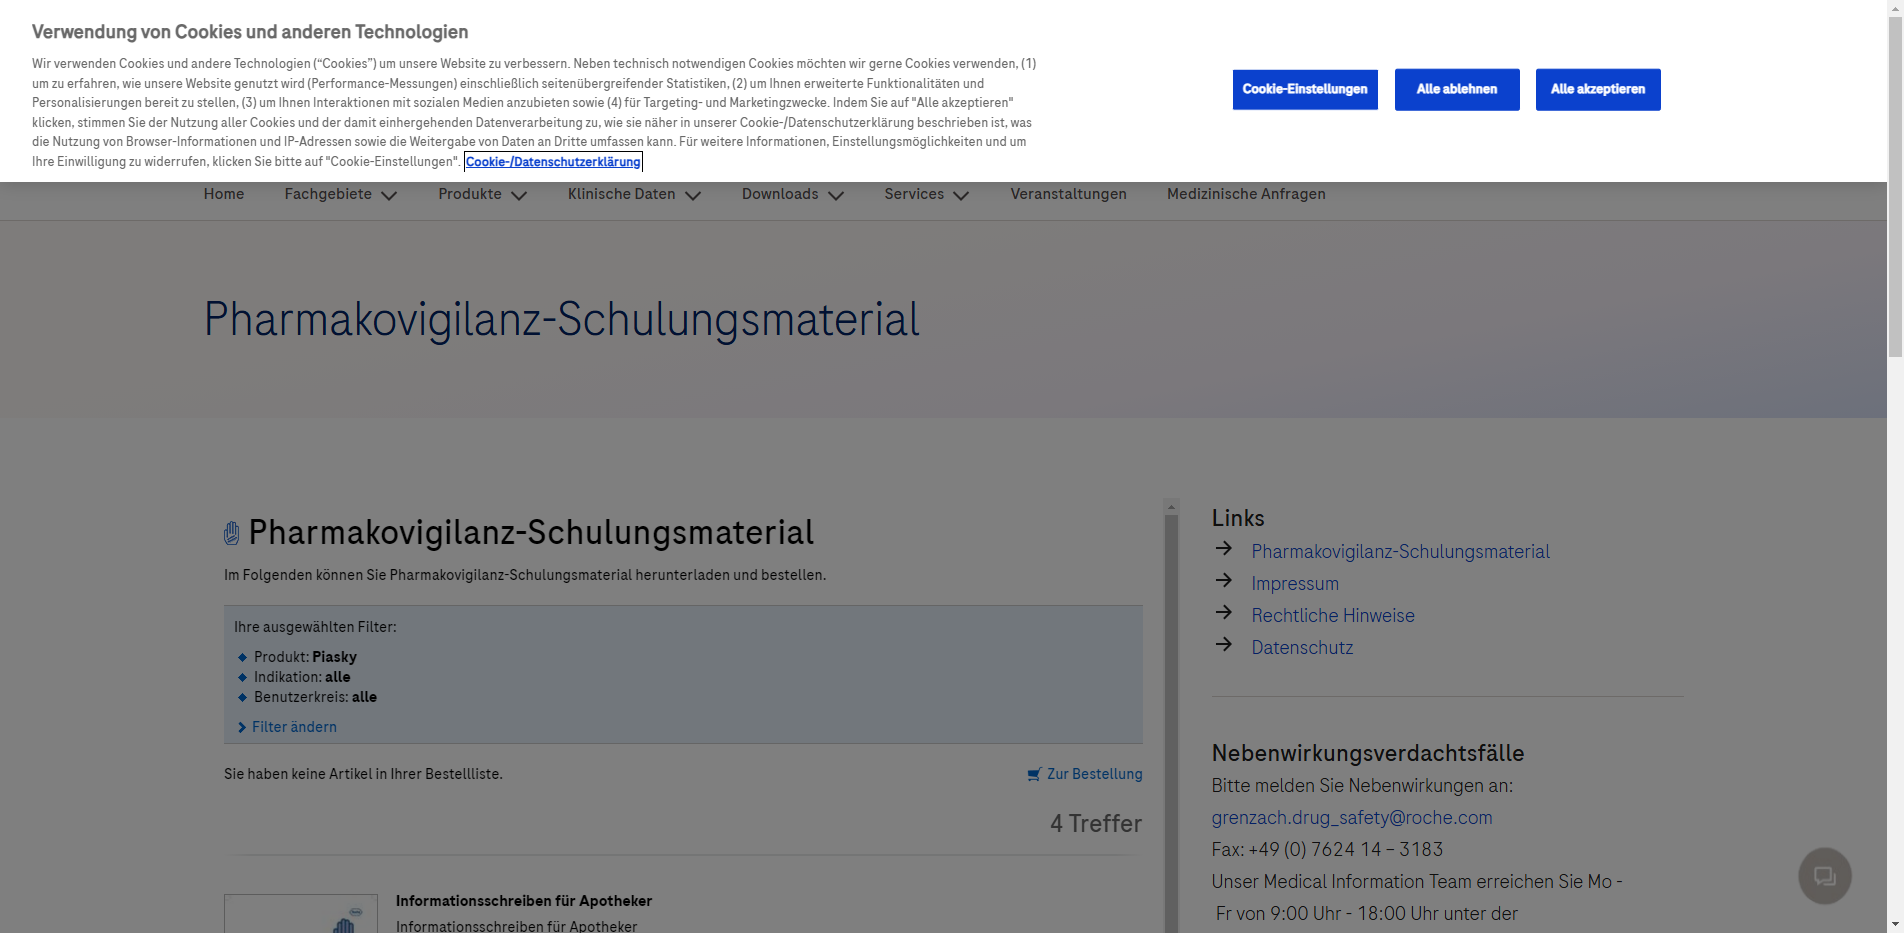 Verwendung von Cookies und anderen Technologien
Wir verwenden Cookies und andere Technologien (“Cookies”) um unsere Website zu verbessern. Neben technisch notwendigen Cookies möchten wir gerne Cookies verwenden, (1)
um zu erfahren, wie unsere Website genutzt wird (Performance-Messungen) einschließlich seitenübergreifender Statistiken, (2) um Ihnen erweiterte Funktionalitäten und
Personalisierungen bereit zu stellen, (3) um Ihnen Interaktionen mit sozialen Medien anzubieten sowie (4) für Targeting- und Marketingzwecke. Indem Sie auf "Alle akzeptieren"
klicken, stimmen Sie der Nutzung aller Cookies und der damit einhergehenden Datenverarbeitung zu, wie sie näher in unserer Cookie-/Datenschutzerklärung beschrieben ist, was
die Nutzung von Browser-Informationen und IP-Adressen sowie die Weitergabe von Daten an Dritte umfassen kann. Für weitere Informationen, Einstellungsmöglichkeiten und um
Ihre Einwilligung zu widerrufen, klicken Sie bitte auf "Cookie-Einstellungen". Cookie-/Datenschutzerklärung
Cookie-Einstellungen
Alle ablehnen
Alle akzeptieren
Home Fachgebiete Produkte Klinische Daten Downloads Services Veranstaltungen Medizinische Anfragen
Pharmakovigilanz-Schulungsmaterial
Pharmakovigilanz-Schulungsmaterial
Im Folgenden können Sie Pharmakovigilanz-Schulungsmaterial herunterladen und bestellen.
Ihre ausgewählten Filter:
Produkt: Piasky
Indikation: alle
Benutzerkreis: alle
Filter ändern
Sie haben keine Artikel in Ihrer Bestellliste.
Zur Bestellung
4 Treffer
Informationsschreiben für Apotheker
Informationsschreiben für Apotheker
Links
Pharmakovigilanz-Schulungsmaterial
Impressum
Rechtliche Hinweise
Datenschutz
Nebenwirkungsverdachtsfälle
Bitte melden Sie Nebenwirkungen an:
grenzach.drug_safety@roche.com
Fax: +49 (0) 7624 14 – 3183
Unser Medical Information Team erreichen Sie Mo -
Fr von 9:00 Uhr - 18:00 Uhr unter der